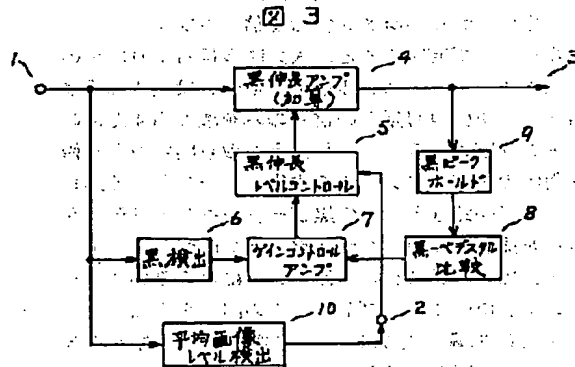 図 3
1
黒伸長アンプ
(加算)
4
3
5
黒伸長
レベルコントロール
黒ピーク
ホールド
9
6
黒検出
7
ゲインコントロール
アンプ
8
黒-ペデスタル
比較
10
平均画像
レベル検出
2